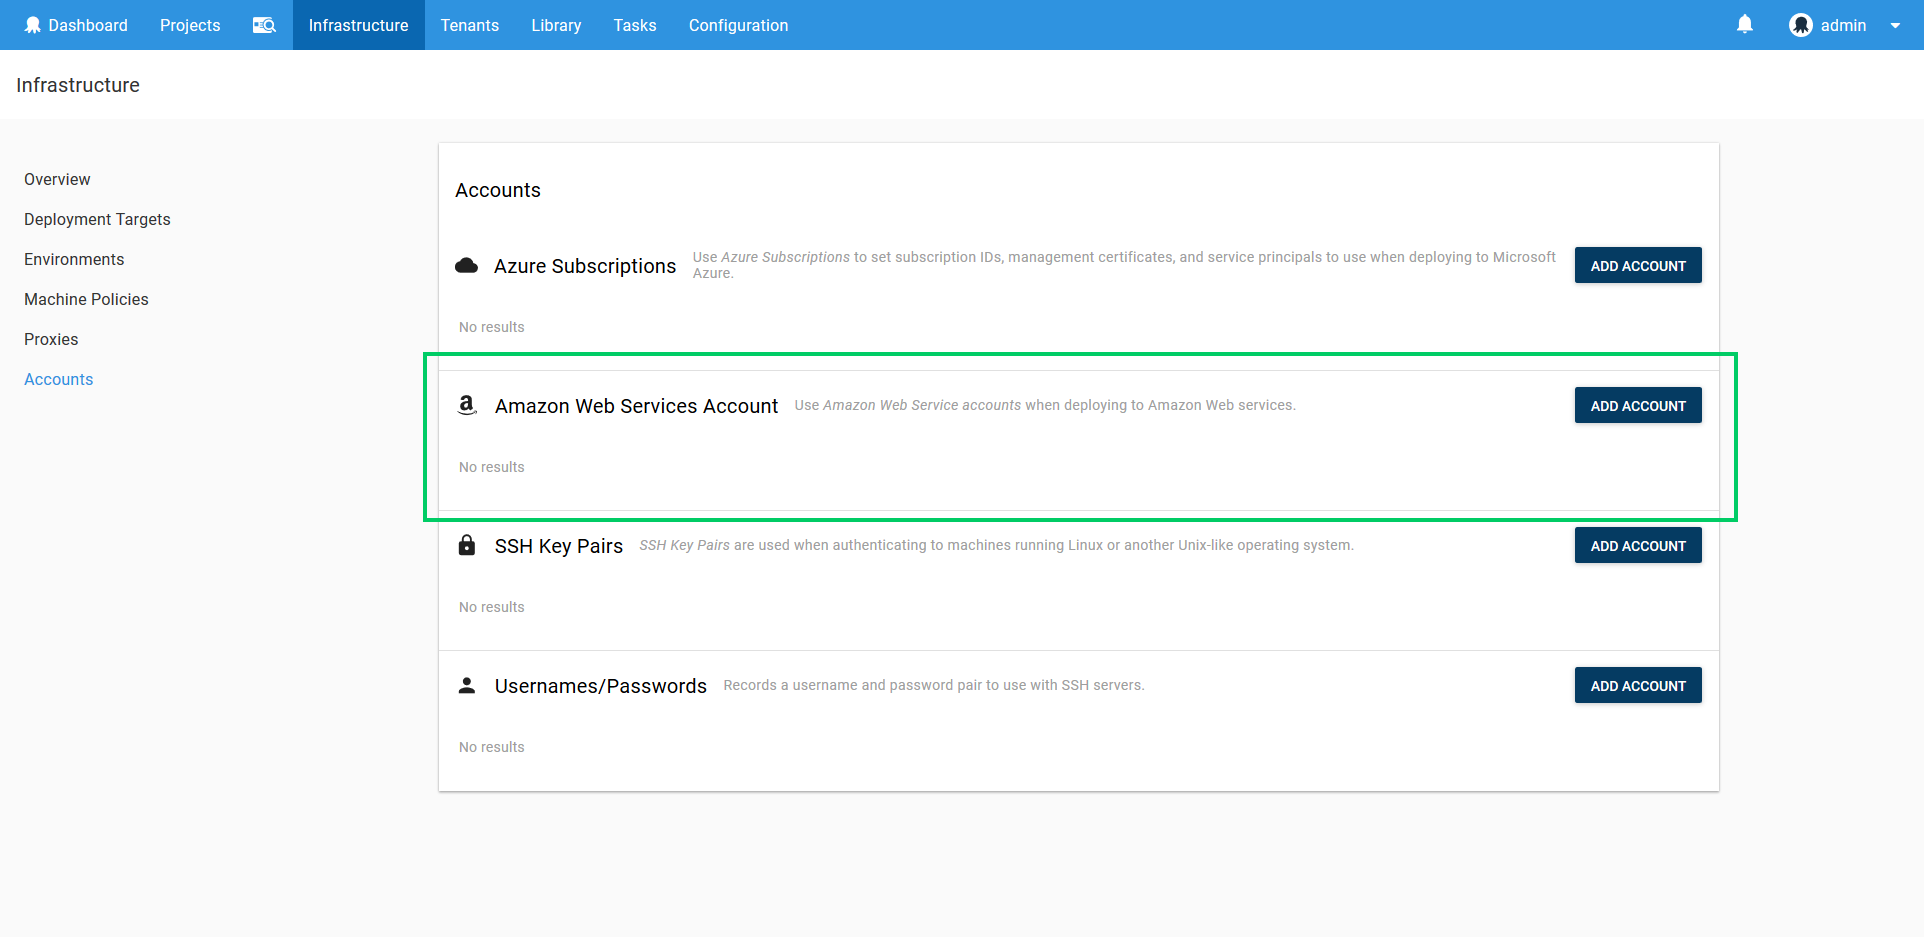 Dashboard Projects Infrastructure Tenants Library Tasks Configuration admin
Infrastructure
Overview
Deployment Targets
Environments
Machine Policies
Proxies
Accounts
Accounts
Azure Subscriptions Use Azure Subscriptions to set subscription IDs, management certificates, and service principals to use when deploying to Microsoft
Azure.
ADD ACCOUNT
No results
Amazon Web Services Account Use Amazon Web Service accounts when deploying to Amazon Web services. ADD ACCOUNT
No results
SSH Key Pairs SSH Key Pairs are used when authenticating to machines running Linux or another Unix-like operating system. ADD ACCOUNT
No results
Usernames/Passwords Records a username and password pair to use with SSH servers. ADD ACCOUNT
No results